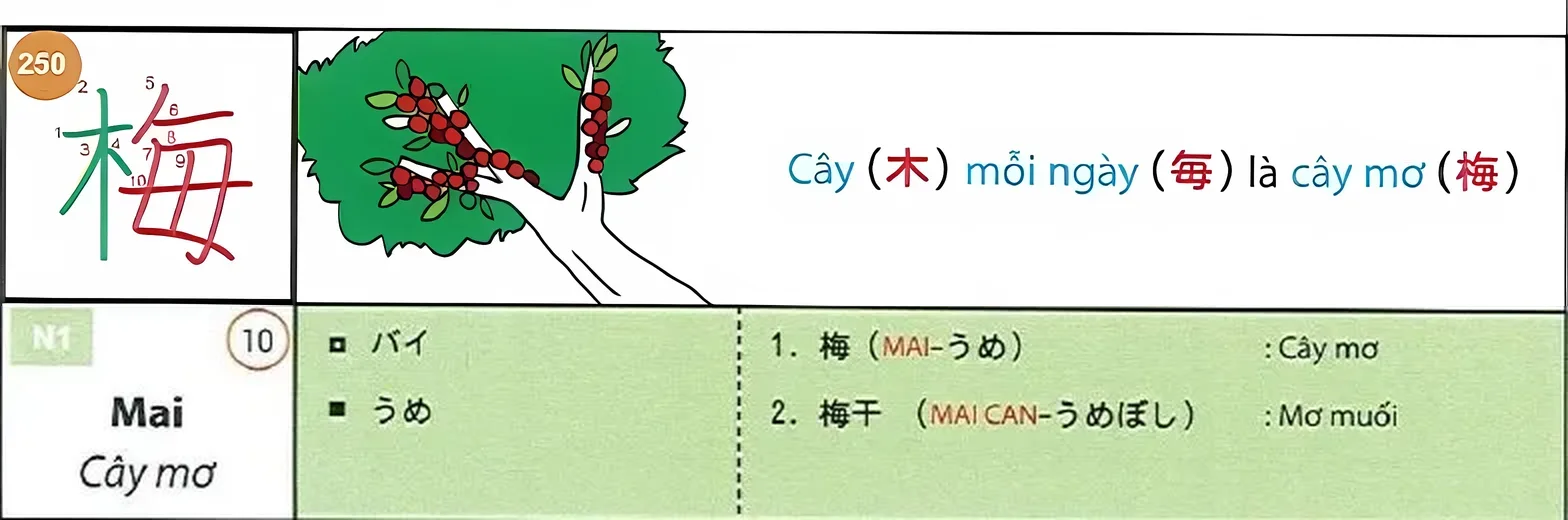 250
梅
1 2 3 4 5 6 7 8 9 10
Cây (木) mỗi ngày (毎) là cây mơ (梅)
N1
10
Mai
Cây mơ
バイ
うめ
1. 梅 (MAI-うめ) : Cây mơ
2. 梅干 (MAI CAN-うめぼし) : Mơ muối